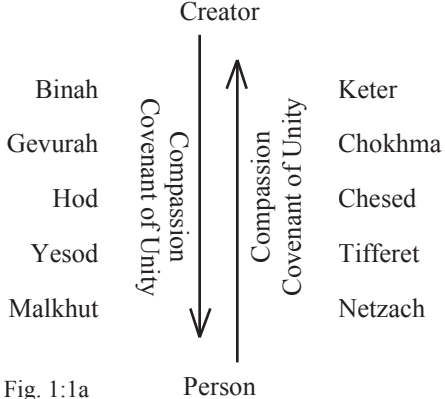 Creator
Binah
Gevurah
Hod
Yesod
Malkhut
Compassion
Covenant of Unity
Compassion
Covenant of Unity
Keter
Chokhma
Chesed
Tifferet
Netzach
Fig. 1:1a
Person